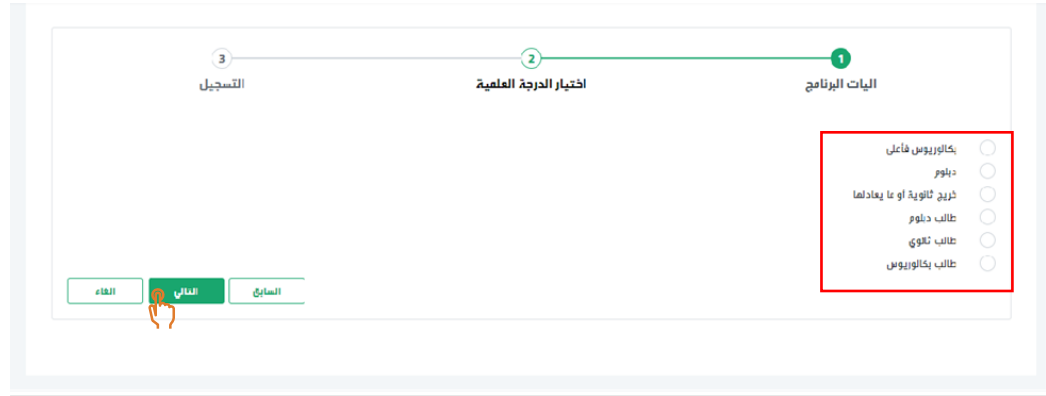 1
اليات البرنامج
2
اختيار الدرجة العلمية
3
التسجيل
بكالوريوس فأعلى
دبلوم
خريج ثانوية او ما يعادلها
طالب دبلوم
طالب ثانوي
طالب بكالوريوس
السابق
التالي
الغاء